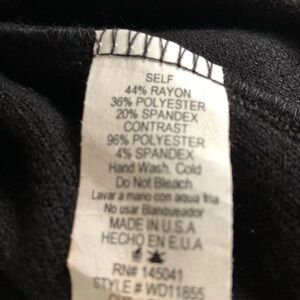 SELF
44% RAYON
36% POLYESTER
20% SPANDEX
CONTRAST
96% POLYESTER
4% SPANDEX
Hand Wash, Cold
Do Not Bleach
Lavar a mano con aqua fria
No usar Blanqueador
MADE IN U.S.A
HECHO EN E.U.A
RN# 145041
STYLE # WD11855